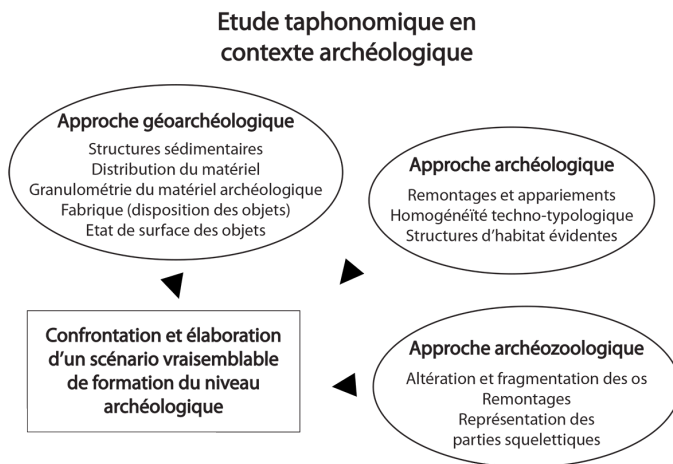 Etude taphonomique en
contexte archéologique
Approche géoarchéologique
Structures sédimentaires
Distribution du matériel
Granulométrie du matériel archéologique
Fabrique (disposition des objets)
Etat de surface des objets
Approche archéologique
Remontages et appariements
Homogénéïté techno-typologique
Structures d'habitat évidentes
Confrontation et élaboration
d'un scénario vraisemblable
de formation du niveau
archéologique
Approche archéozoologique
Altération et fragmentation des os
Remontages
Représentation des
parties squelettiques